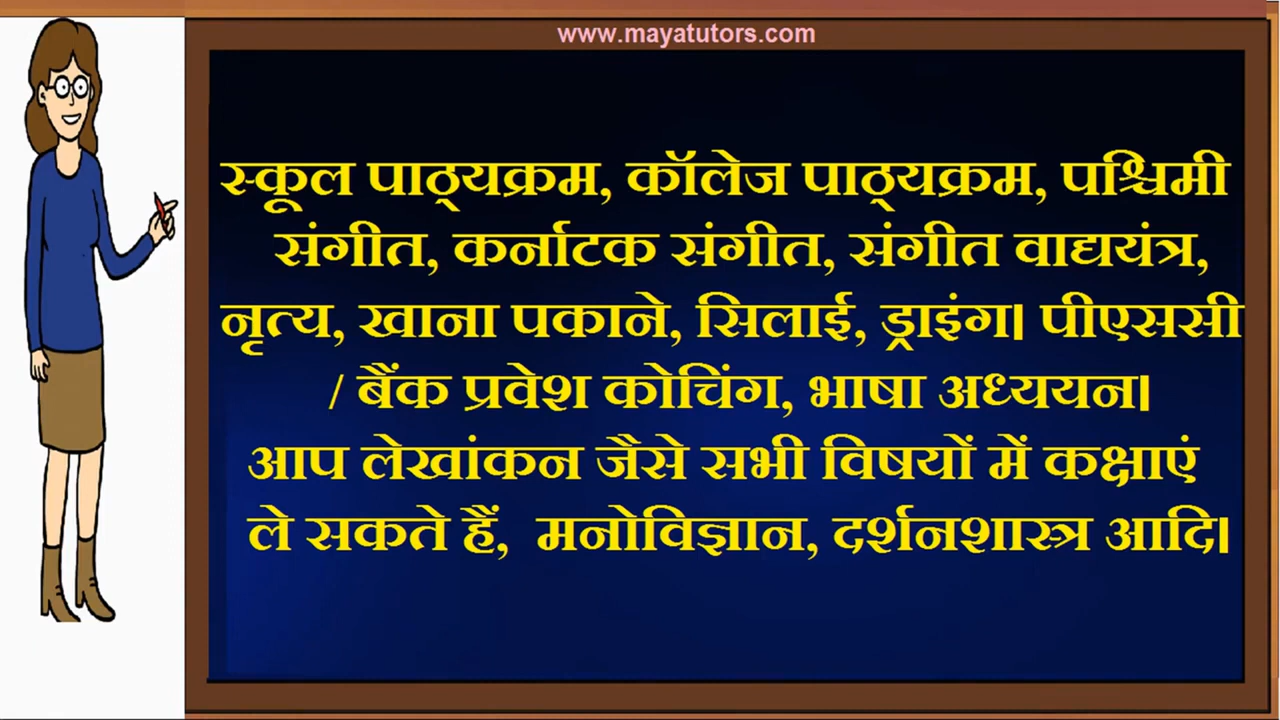 www.mayatutors.com
स्कूल पाठ्यक्रम, कॉलेज पाठ्यक्रम, पश्चिमी
संगीत, कर्नाटक संगीत, संगीत वाद्ययंत्र,
नृत्य, खाना पकाने, सिलाई, ड्राइंग। पीएससी
/ बैंक प्रवेश कोचिंग, भाषा अध्ययन।
आप लेखांकन जैसे सभी विषयों में कक्षाएं
ले सकते हैं, मनोविज्ञान, दर्शनशास्त्र आदि।